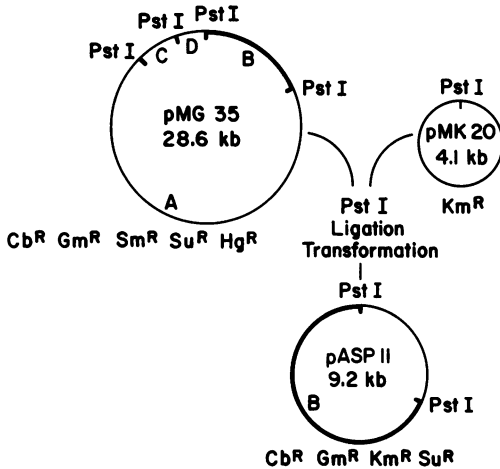 Pst I
Pst I
Pst I
C
D
B
Pst I
pMG 35
28.6 kb
A
Cbᴿ Gmᴿ Smᴿ Suᴿ Hgᴿ
Pst I
pMK 20
4.1 kb
Kmᴿ
Pst I
Ligation
Transformation
Pst I
pASP 11
9.2 kb
B
Pst I
Cbᴿ Gmᴿ Kmᴿ Suᴿ